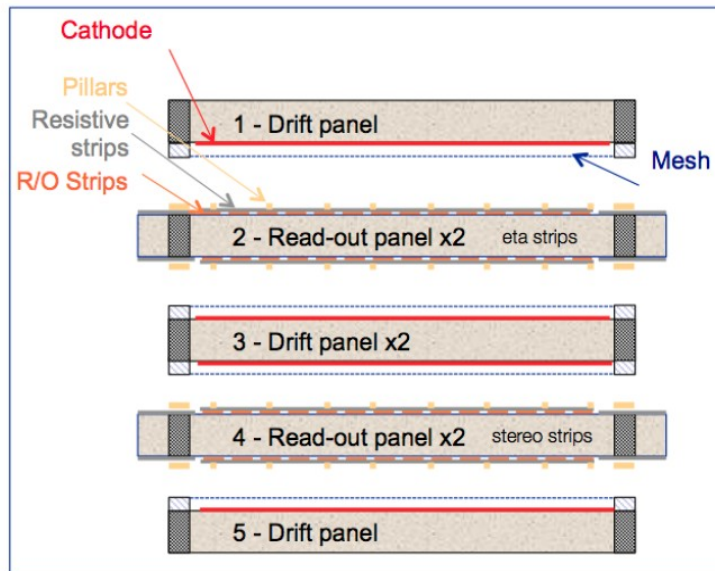 Cathode
Pillars
Resistive
strips
R/O Strips
1 - Drift panel
Mesh
2 - Read-out panel x2 eta strips
3 - Drift panel x2
4 - Read-out panel x2 stereo strips
5 - Drift panel